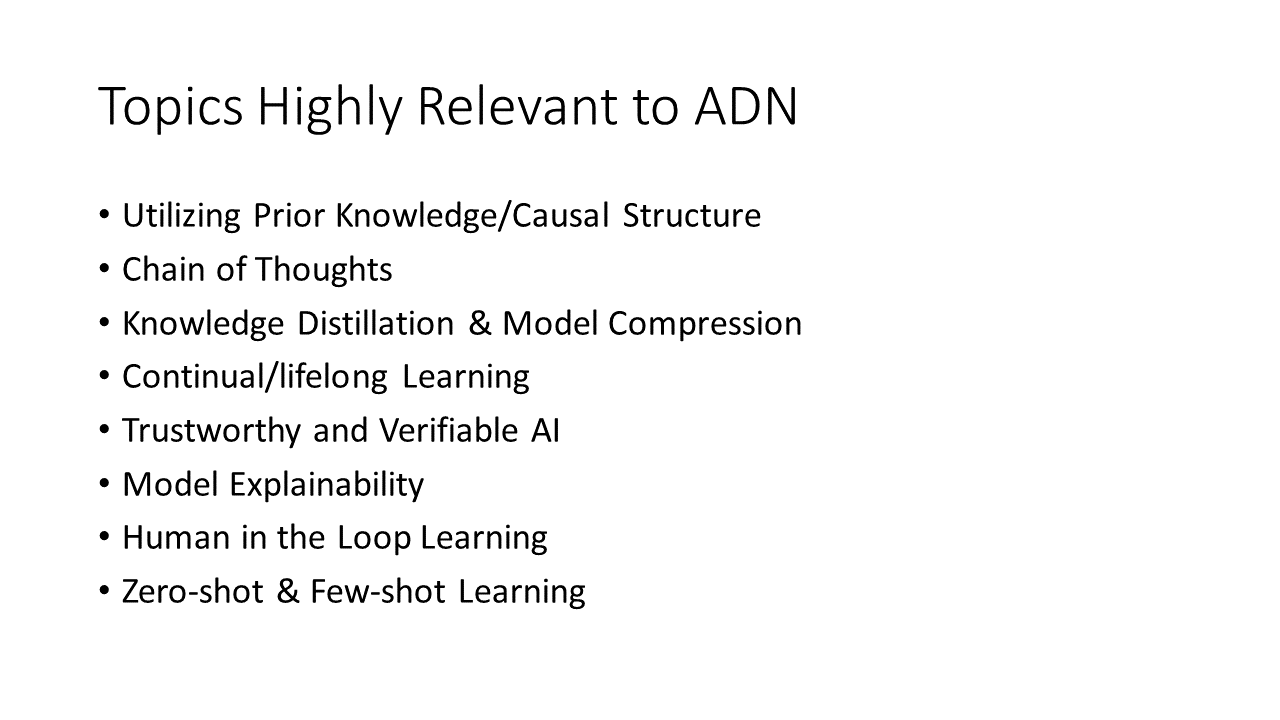 Topics Highly Relevant to ADN
• Utilizing Prior Knowledge/Causal Structure
• Chain of Thoughts
• Knowledge Distillation & Model Compression
• Continual/lifelong Learning
• Trustworthy and Verifiable AI
• Model Explainability
• Human in the Loop Learning
• Zero-shot & Few-shot Learning